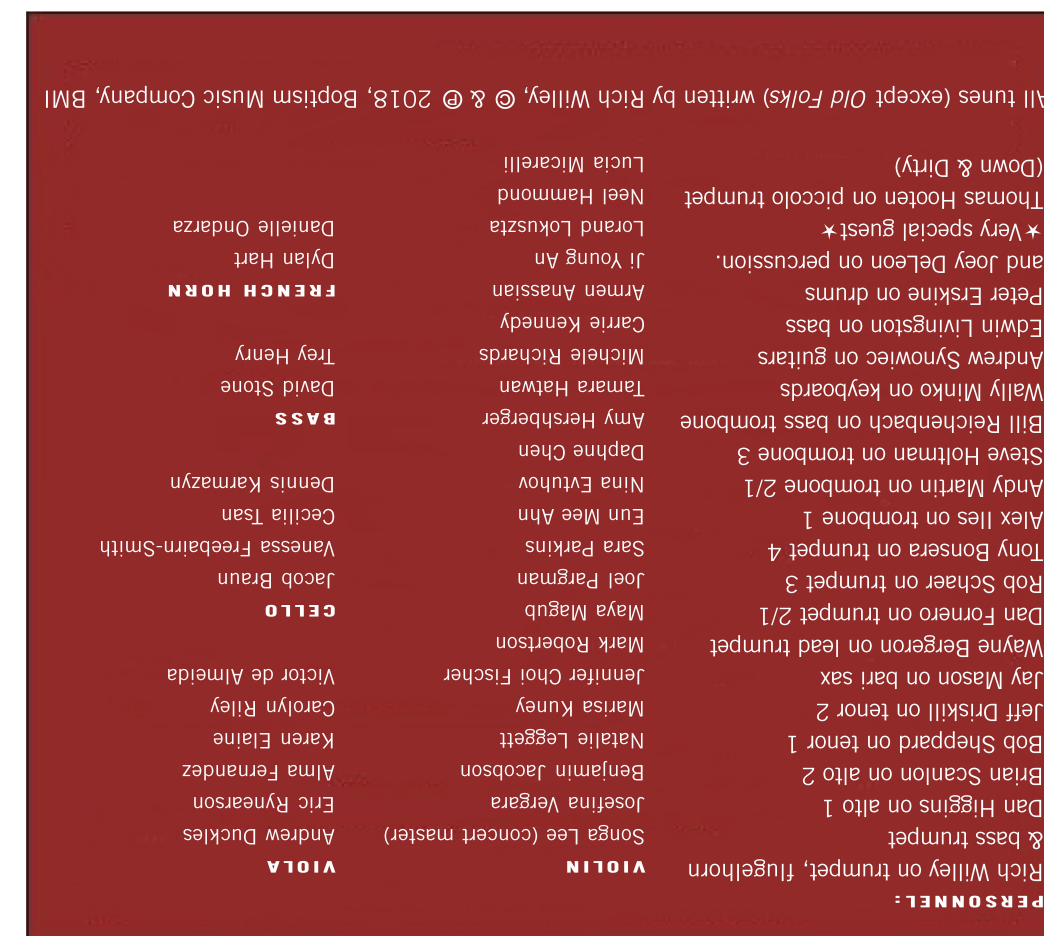 PERSONNEL:
Rich Willey on trumpet, flugelhorn
& bass trumpet
Dan Higgins on alto 1
Brian Scanlon on alto 2
Bob Sheppard on tenor 1
Jeff Driskill on tenor 2
Jay Mason on bari sax
Wayne Bergeron on lead trumpet
Dan Fornero on trumpet 2/1
Rob Schaer on trumpet 3
Tony Bonsera on trumpet 4
Alex Iles on trombone 1
Andy Martin on trombone 2/1
Steve Holtman on trombone 3
Bill Reichenbach on bass trombone
Wally Minko on keyboards
Andrew Synowiec on guitars
Edwin Livingston on bass
Peter Erskine on drums
and Joey DeLeon on percussion.
★Very special guest★
Thomas Hooten on piccolo trumpet
(Down & Dirty)
VIOLIN
Songa Lee (concert master)
Josefina Vergara
Benjamin Jacobson
Natalie Leggett
Marisa Kuney
Jennifer Choi Fischer
Mark Robertson
Maya Magub
Joel Pargman
Sara Parkins
Eun Mee Ahn
Nina Evtuhov
Daphne Chen
Amy Hershberger
Tamara Hatwan
Michele Richards
Carrie Kennedy
Armen Anassian
Ji Young An
Lorand Lokuszta
Neel Hammond
Lucia Micarelli
VIOLA
Andrew Duckles
Eric Rynearson
Alma Fernandez
Karen Elaine
Carolyn Riley
Victor de Almeida
CELLO
Jacob Braun
Vanessa Freebairn-Smith
Cecilia Tsan
Dennis Karmazyn
BASS
David Stone
Trey Henry
FRENCH HORN
Dylan Hart
Danielle Ondarza
All tunes (except Old Folks) written by Rich Willey, © & ℗ 2018, Boptism Music Company, BMI